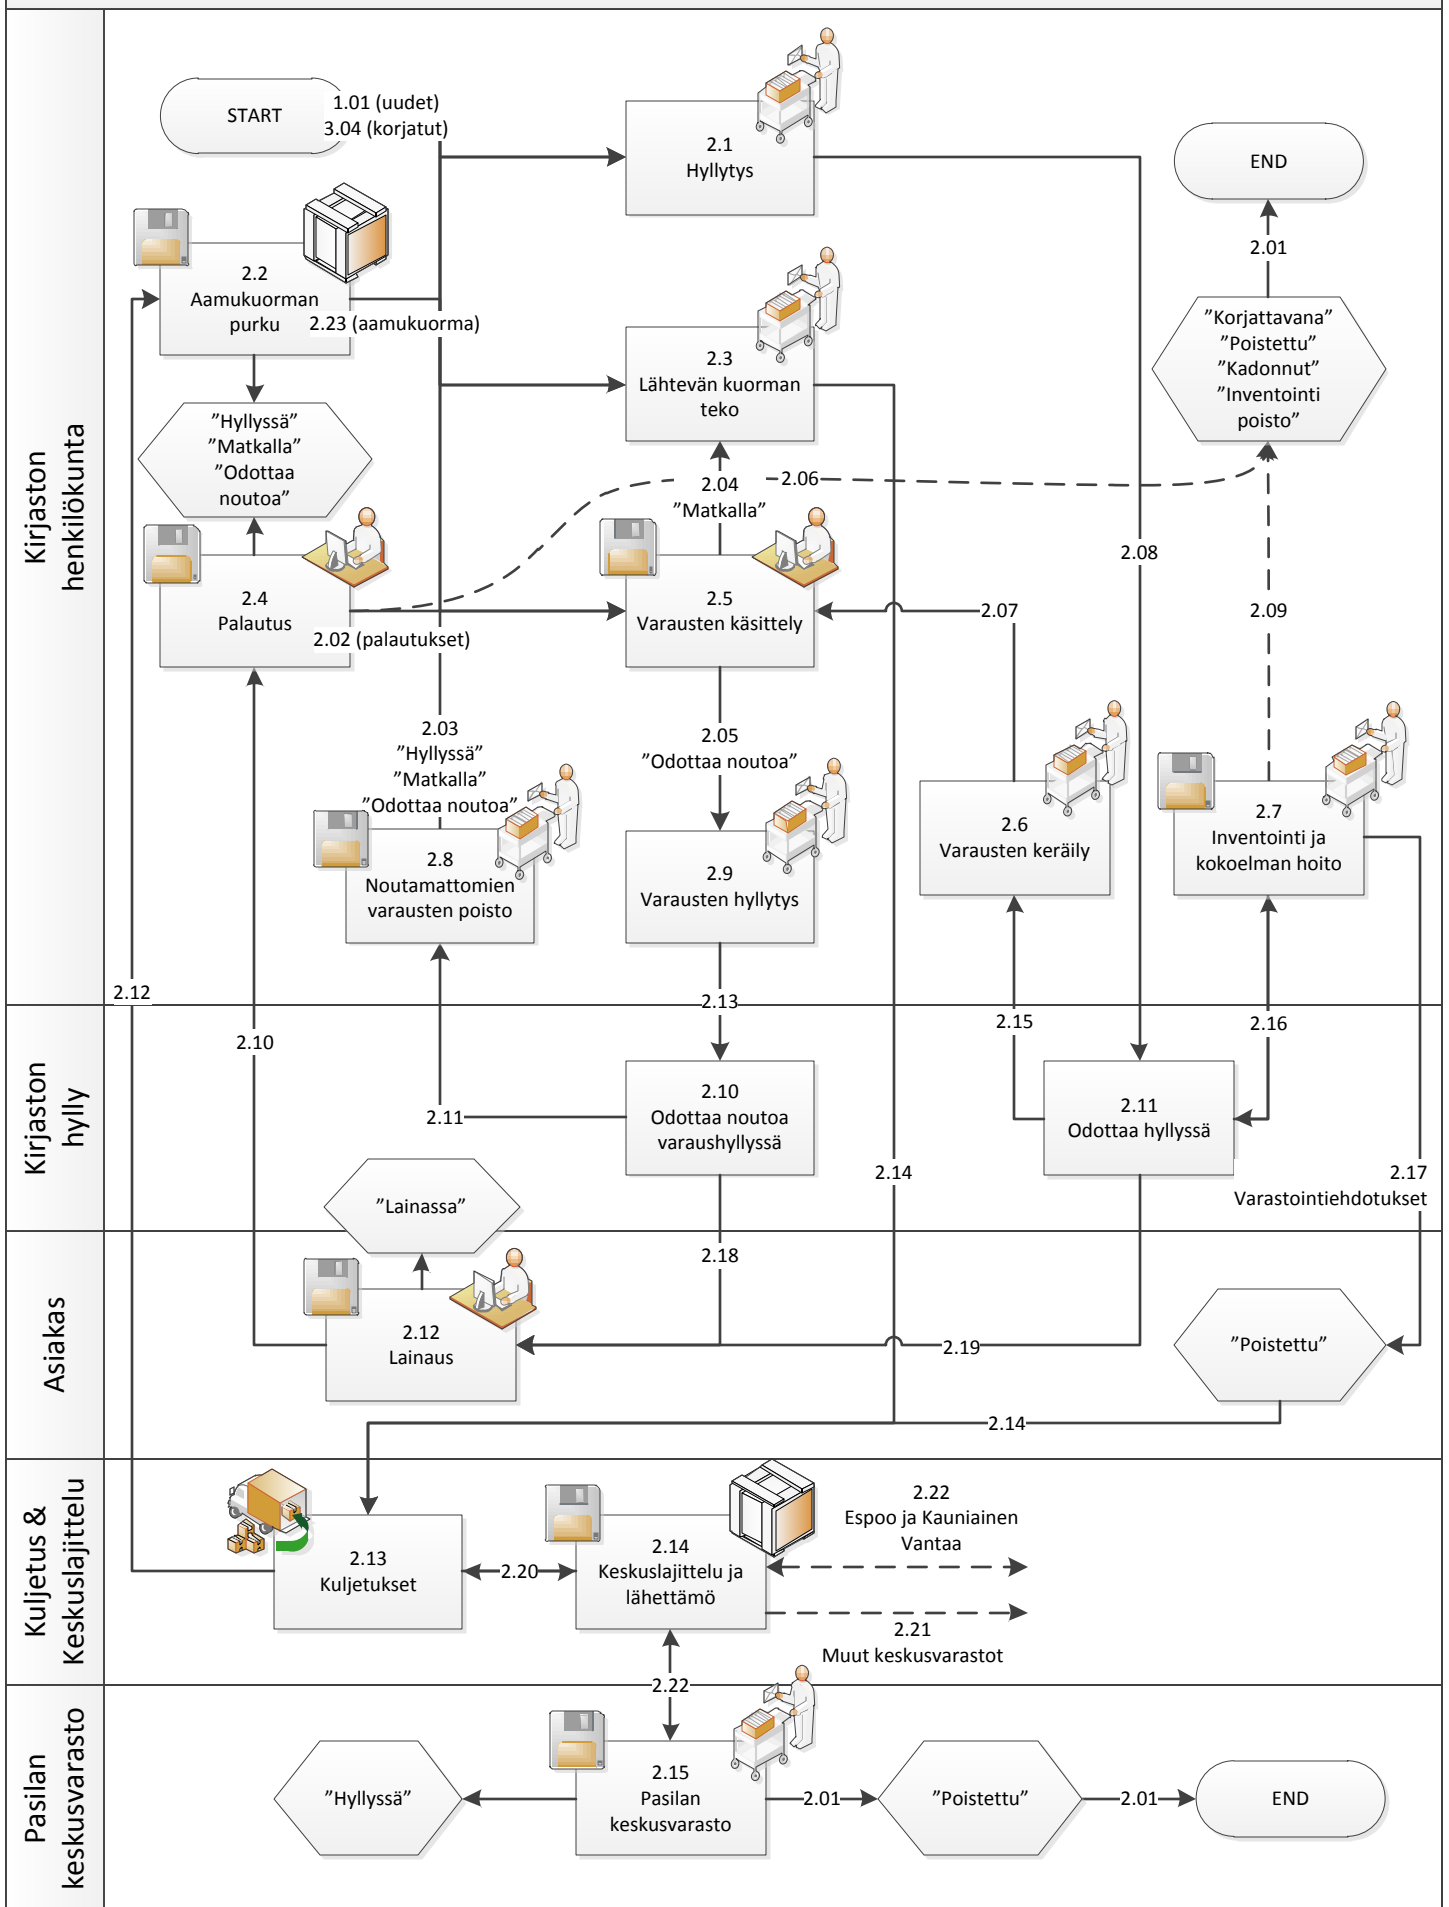 Kirjaston
henkilökunta
START
1.01 (uudet)
3.04 (korjatut)
2.1
Hyllytys
END
2.01
2.2
Aamukuorman
purku
2.23 (aamukuorma)
2.3
Lähtevän kuorman
teko
”Korjattavana”
”Poistettu”
”Kadonnut”
”Inventointi
poisto”
”Hyllyssä”
”Matkalla”
”Odottaa
noutoa”
2.04
”Matkalla”
2.06
2.08
2.4
Palautus
2.02 (palautukset)
2.5
Varausten käsittely
2.07
2.09
2.03
”Hyllyssä”
”Matkalla”
”Odottaa noutoa”
2.05
”Odottaa noutoa”
2.8
Noutamattomien
varausten poisto
2.9
Varausten hyllytys
2.6
Varausten keräily
2.7
Inventointi ja
kokoelman hoito
2.12
2.13
Kirjaston
hylly
2.10
2.15
2.16
2.11
2.10
Odottaa noutoa
varaushyllyssä
2.11
Odottaa hyllyssä
2.14
2.17
Varastointiehdotukset
”Lainassa”
Asiakas
2.18
2.12
Lainaus
2.19
”Poistettu”
2.14
Kuljetus &
Keskuslajittelu
2.13
Kuljetukset
2.20
2.14
Keskuslajittelu ja
lähettämö
2.22
Espoo ja Kauniainen
Vantaa
2.21
Muut keskusvarastot
2.22
Pasilan
keskusvarasto
”Hyllyssä”
2.15
Pasilan
keskusvarasto
2.01
”Poistettu”
2.01
END